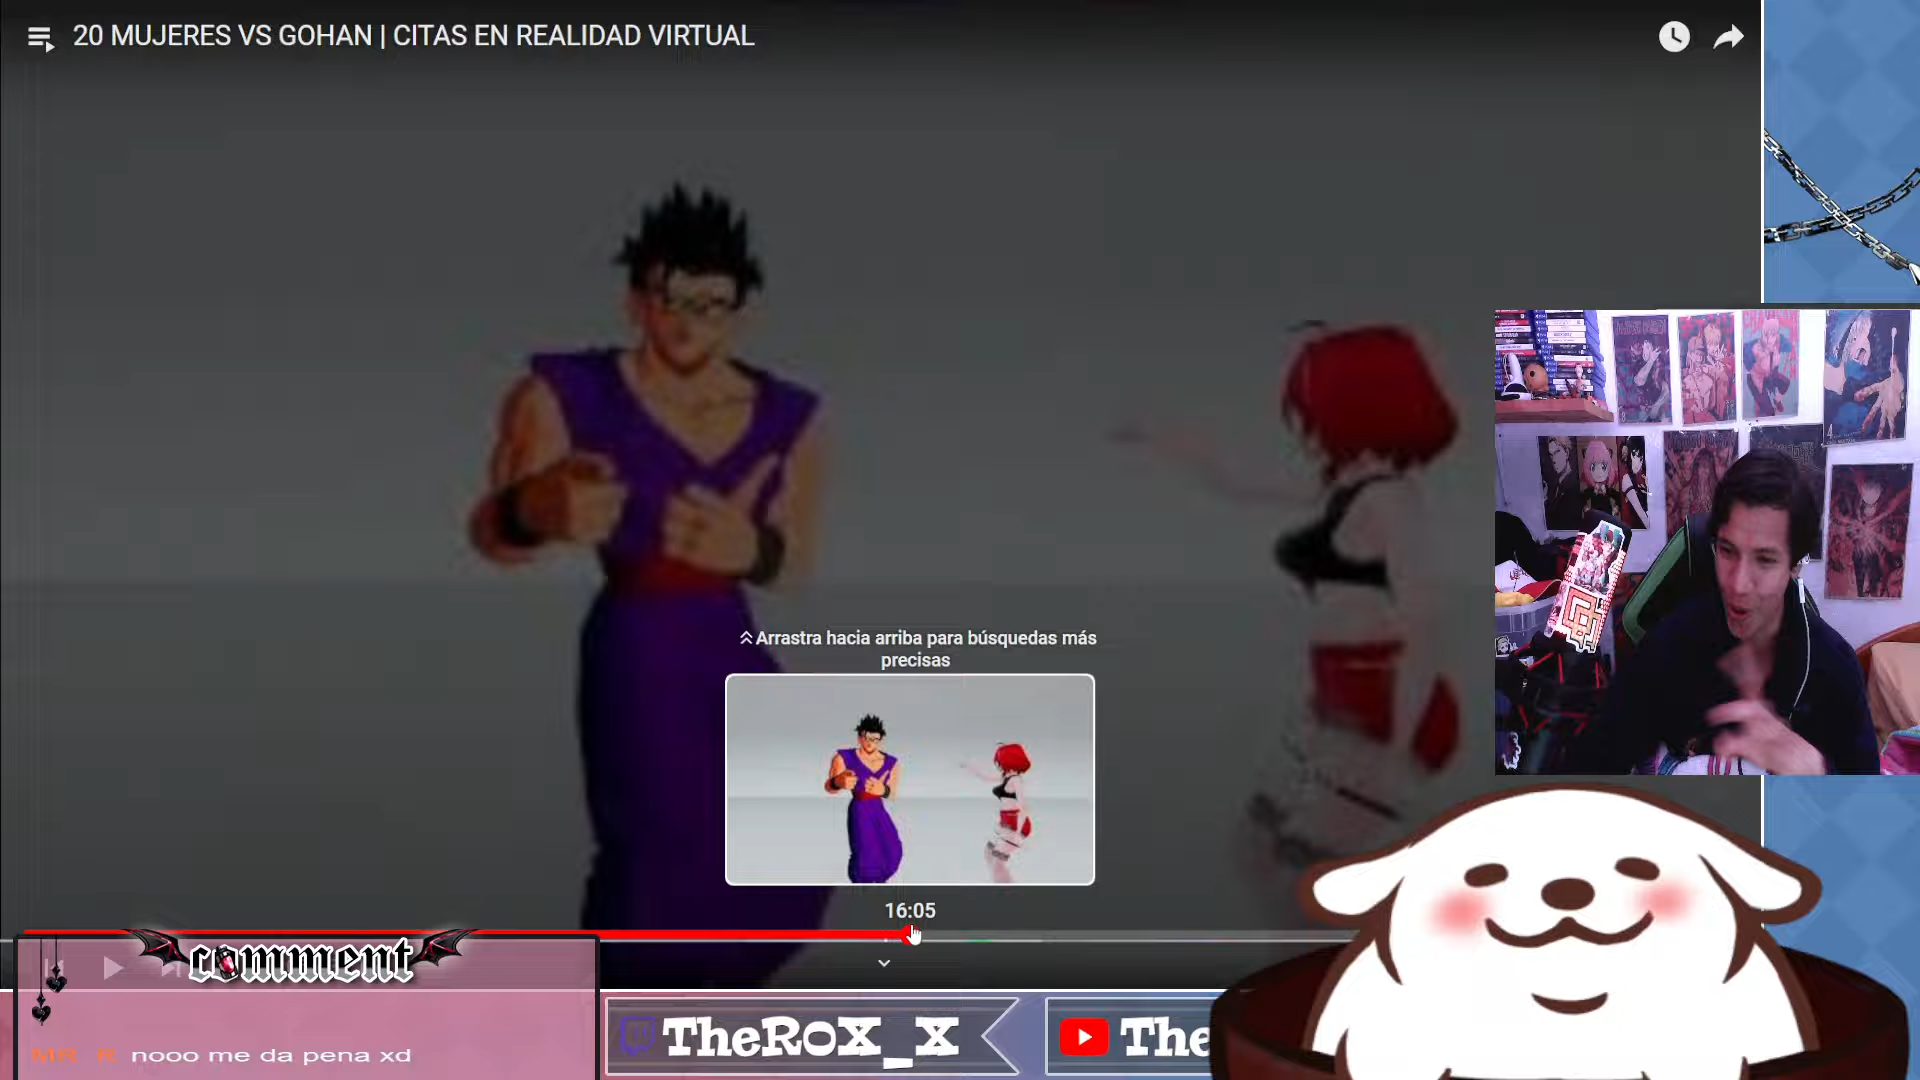 20 MUJERES VS GOHAN | CITAS EN REALIDAD VIRTUAL
Arrastra hacia arriba para búsquedas más
precisas
16:05
comment
MR_R nooo me da pena xd
TheROX_X
The